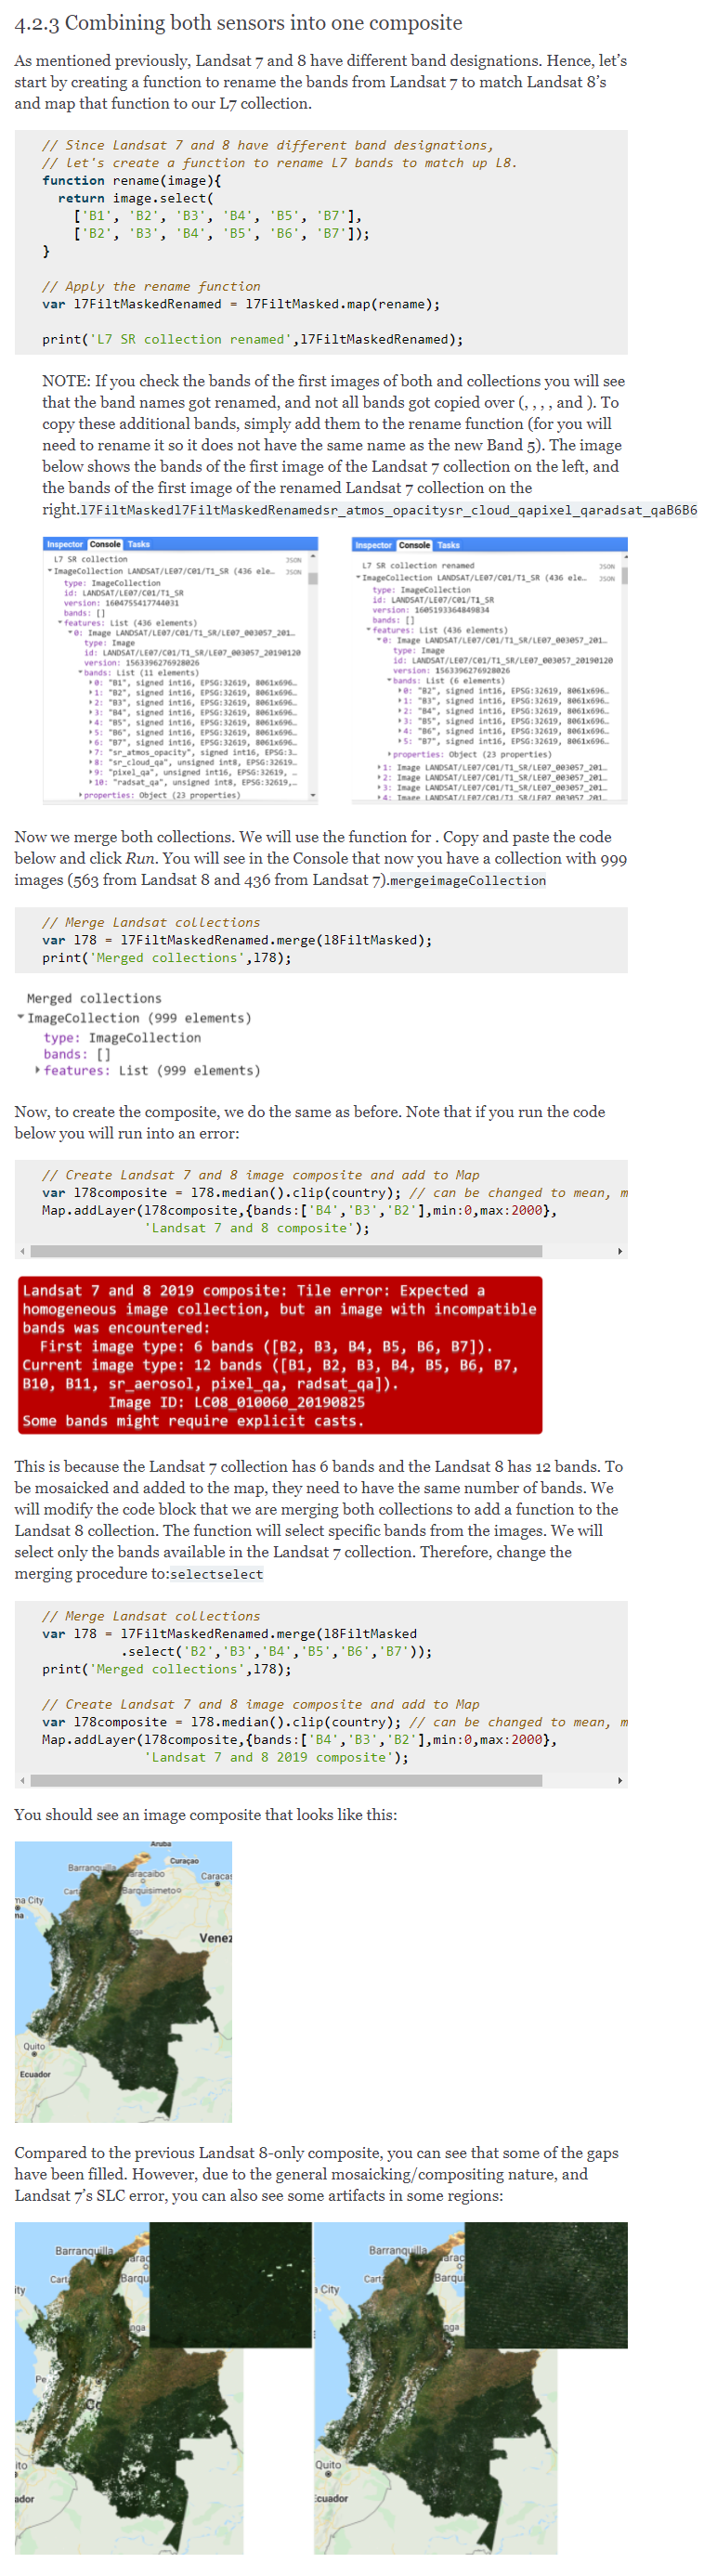 4.2.3 Combining both sensors into one composite
As mentioned previously, Landsat 7 and 8 have different band designations. Hence, let's
start by creating a function to rename the bands from Landsat 7 to match Landsat 8's
and map that function to our L7 collection.
// Since Landsat 7 and 8 have different band designations,
// let's create a function to rename L7 bands to match up L8.
function rename(image){
return image.select(
['B1', 'B2', 'B3', 'B4', 'B5', 'B7'],
['B2', 'B3', 'B4', 'B5', 'B6', 'B7']);
}
// Apply the rename function
var l7FiltMaskedRenamed = l7FiltMasked.map(rename);
print('L7 SR collection renamed',l7FiltMaskedRenamed);
NOTE: If you check the bands of the first images of both and collections you will see
that the band names got renamed, and not all bands got copied over (, , , , and ). To
copy these additional bands, simply add them to the rename function (for you will
need to rename it so it does not have the same name as the new Band 5). The image
below shows the bands of the first image of the Landsat 7 collection on the left, and
the bands of the first image of the renamed Landsat 7 collection on the
right.l7FiltMaskedl7FiltMaskedRenamedsr_atmos_opacitysr_cloud_qapixel_qaradsat_qaB6B6
Inspector Console Tasks
L7 SR collection JSON
ImageCollection LANDSAT/LE07/C01/T1_SR (436 ele… JSON
type: ImageCollection
id: LANDSAT/LE07/C01/T1_SR
version: 1604755417744031
bands: []
features: List (436 elements)
0: Image LANDSAT/LE07/C01/T1_SR/LE07_003057_201…
type: Image
id: LANDSAT/LE07/C01/T1_SR/LE07_003057_20190120
version: 1563396276928026
bands: List (11 elements)
0: "B1", signed int16, EPSG:32619, 8061x696…
1: "B2", signed int16, EPSG:32619, 8061x696…
2: "B3", signed int16, EPSG:32619, 8061x696…
3: "B4", signed int16, EPSG:32619, 8061x696…
4: "B5", signed int16, EPSG:32619, 8061x696…
5: "B6", signed int16, EPSG:32619, 8061x696…
6: "B7", signed int16, EPSG:32619, 8061x696…
7: "sr_atmos_opacity", signed int16, EPSG:3…
8: "sr_cloud_qa", unsigned int8, EPSG:3261…
9: "pixel_qa", unsigned int16, EPSG:32619, …
10: "radsat_qa", unsigned int8, EPSG:32619,…
properties: Object (23 properties)
Inspector Console Tasks
L7 SR collection renamed JSON
ImageCollection LANDSAT/LE07/C01/T1_SR (436 ele… JSON
type: ImageCollection
id: LANDSAT/LE07/C01/T1_SR
version: 1605193364849834
bands: []
features: List (436 elements)
0: Image LANDSAT/LE07/C01/T1_SR/LE07_003057_201…
type: Image
id: LANDSAT/LE07/C01/T1_SR/LE07_003057_20190120
version: 1563396276928026
bands: List (6 elements)
0: "B2", signed int16, EPSG:32619, 8061x696…
1: "B3", signed int16, EPSG:32619, 8061x696…
2: "B4", signed int16, EPSG:32619, 8061x696…
3: "B5", signed int16, EPSG:32619, 8061x696…
4: "B6", signed int16, EPSG:32619, 8061x696…
5: "B7", signed int16, EPSG:32619, 8061x696…
properties: Object (23 properties)
1: Image LANDSAT/LE07/C01/T1_SR/LE07_003057_201…
2: Image LANDSAT/LE07/C01/T1_SR/LE07_003057_201…
3: Image LANDSAT/LE07/C01/T1_SR/LE07_003057_201…
4: Image LANDSAT/LE07/C01/T1_SR/LE07_003057_201…
Now we merge both collections. We will use the function for . Copy and paste the code
below and click Run. You will see in the Console that now you have a collection with 999
images (563 from Landsat 8 and 436 from Landsat 7).mergeimageCollection
// Merge Landsat collections
var l78 = l7FiltMaskedRenamed.merge(l8FiltMasked);
print('Merged collections',l78);
Merged collections
ImageCollection (999 elements)
type: ImageCollection
bands: []
features: List (999 elements)
Now, to create the composite, we do the same as before. Note that if you run the code
below you will run into an error:
// Create Landsat 7 and 8 image composite and add to Map
var l78composite = l78.median().clip(country); // can be changed to mean, m
Map.addLayer(l78composite,{bands:['B4','B3','B2'],min:0,max:2000},
'Landsat 7 and 8 composite');
Landsat 7 and 8 2019 composite: Tile error: Expected a
homogeneous image collection, but an image with incompatible
bands was encountered:
First image type: 6 bands ([B2, B3, B4, B5, B6, B7]).
Current image type: 12 bands ([B1, B2, B3, B4, B5, B6, B7,
B10, B11, sr_aerosol, pixel_qa, radsat_qa]).
Image ID: LC08_010060_20190825
Some bands might require explicit casts.
This is because the Landsat 7 collection has 6 bands and the Landsat 8 has 12 bands. To
be mosaicked and added to the map, they need to have the same number of bands. We
will modify the code block that we are merging both collections to add a function to the
Landsat 8 collection. The function will select specific bands from the images. We will
select only the bands available in the Landsat 7 collection. Therefore, change the
merging procedure to:selectselect
// Merge Landsat collections
var l78 = l7FiltMaskedRenamed.merge(l8FiltMasked
.select('B2','B3','B4','B5','B6','B7'));
print('Merged collections',l78);
// Create Landsat 7 and 8 image composite and add to Map
var l78composite = l78.median().clip(country); // can be changed to mean, m
Map.addLayer(l78composite,{bands:['B4','B3','B2'],min:0,max:2000},
'Landsat 7 and 8 2019 composite');
You should see an image composite that looks like this:
Aruba
Curaçao
Barranquilla
aracaibo
Caracas
Cart
Barquisimeto
ma City
ma
nga
Venez
Quito
Ecuador
Compared to the previous Landsat 8-only composite, you can see that some of the gaps
have been filled. However, due to the general mosaicking/compositing nature, and
Landsat 7's SLC error, you can also see some artifacts in some regions:
Barranquilla
arac
Cart
Barqu
ity
nga
Pe
Co
ito
ador
Barranquilla
arac
Cart
Barqui
City
nga
Quito
Ecuador